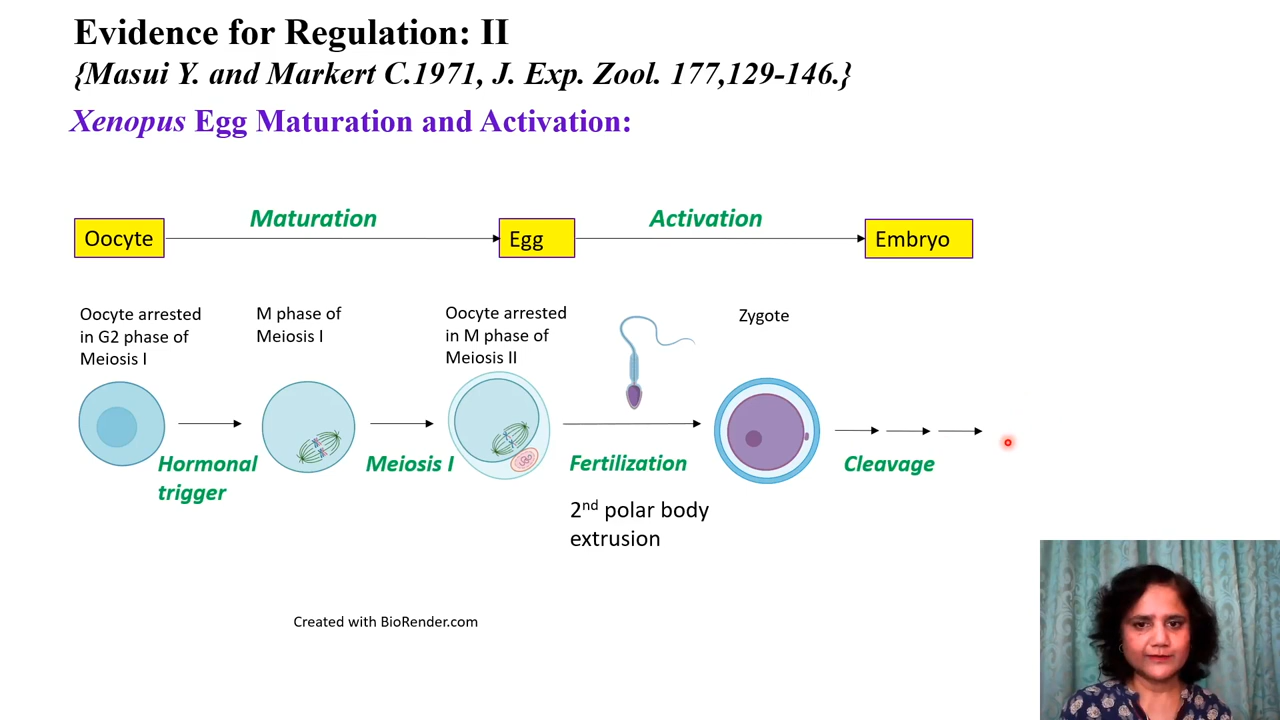 Evidence for Regulation: II
{Masui Y. and Markert C.1971, J. Exp. Zool. 177,129-146.}
Xenopus Egg Maturation and Activation:
Maturation
Activation
Oocyte
Egg
Embryo
Oocyte arrested
in G2 phase of
Meiosis I
M phase of
Meiosis I
Oocyte arrested
in M phase of
Meiosis II
Zygote
Hormonal
trigger
Meiosis I
Fertilization
Cleavage
2nd polar body
extrusion
Created with BioRender.com